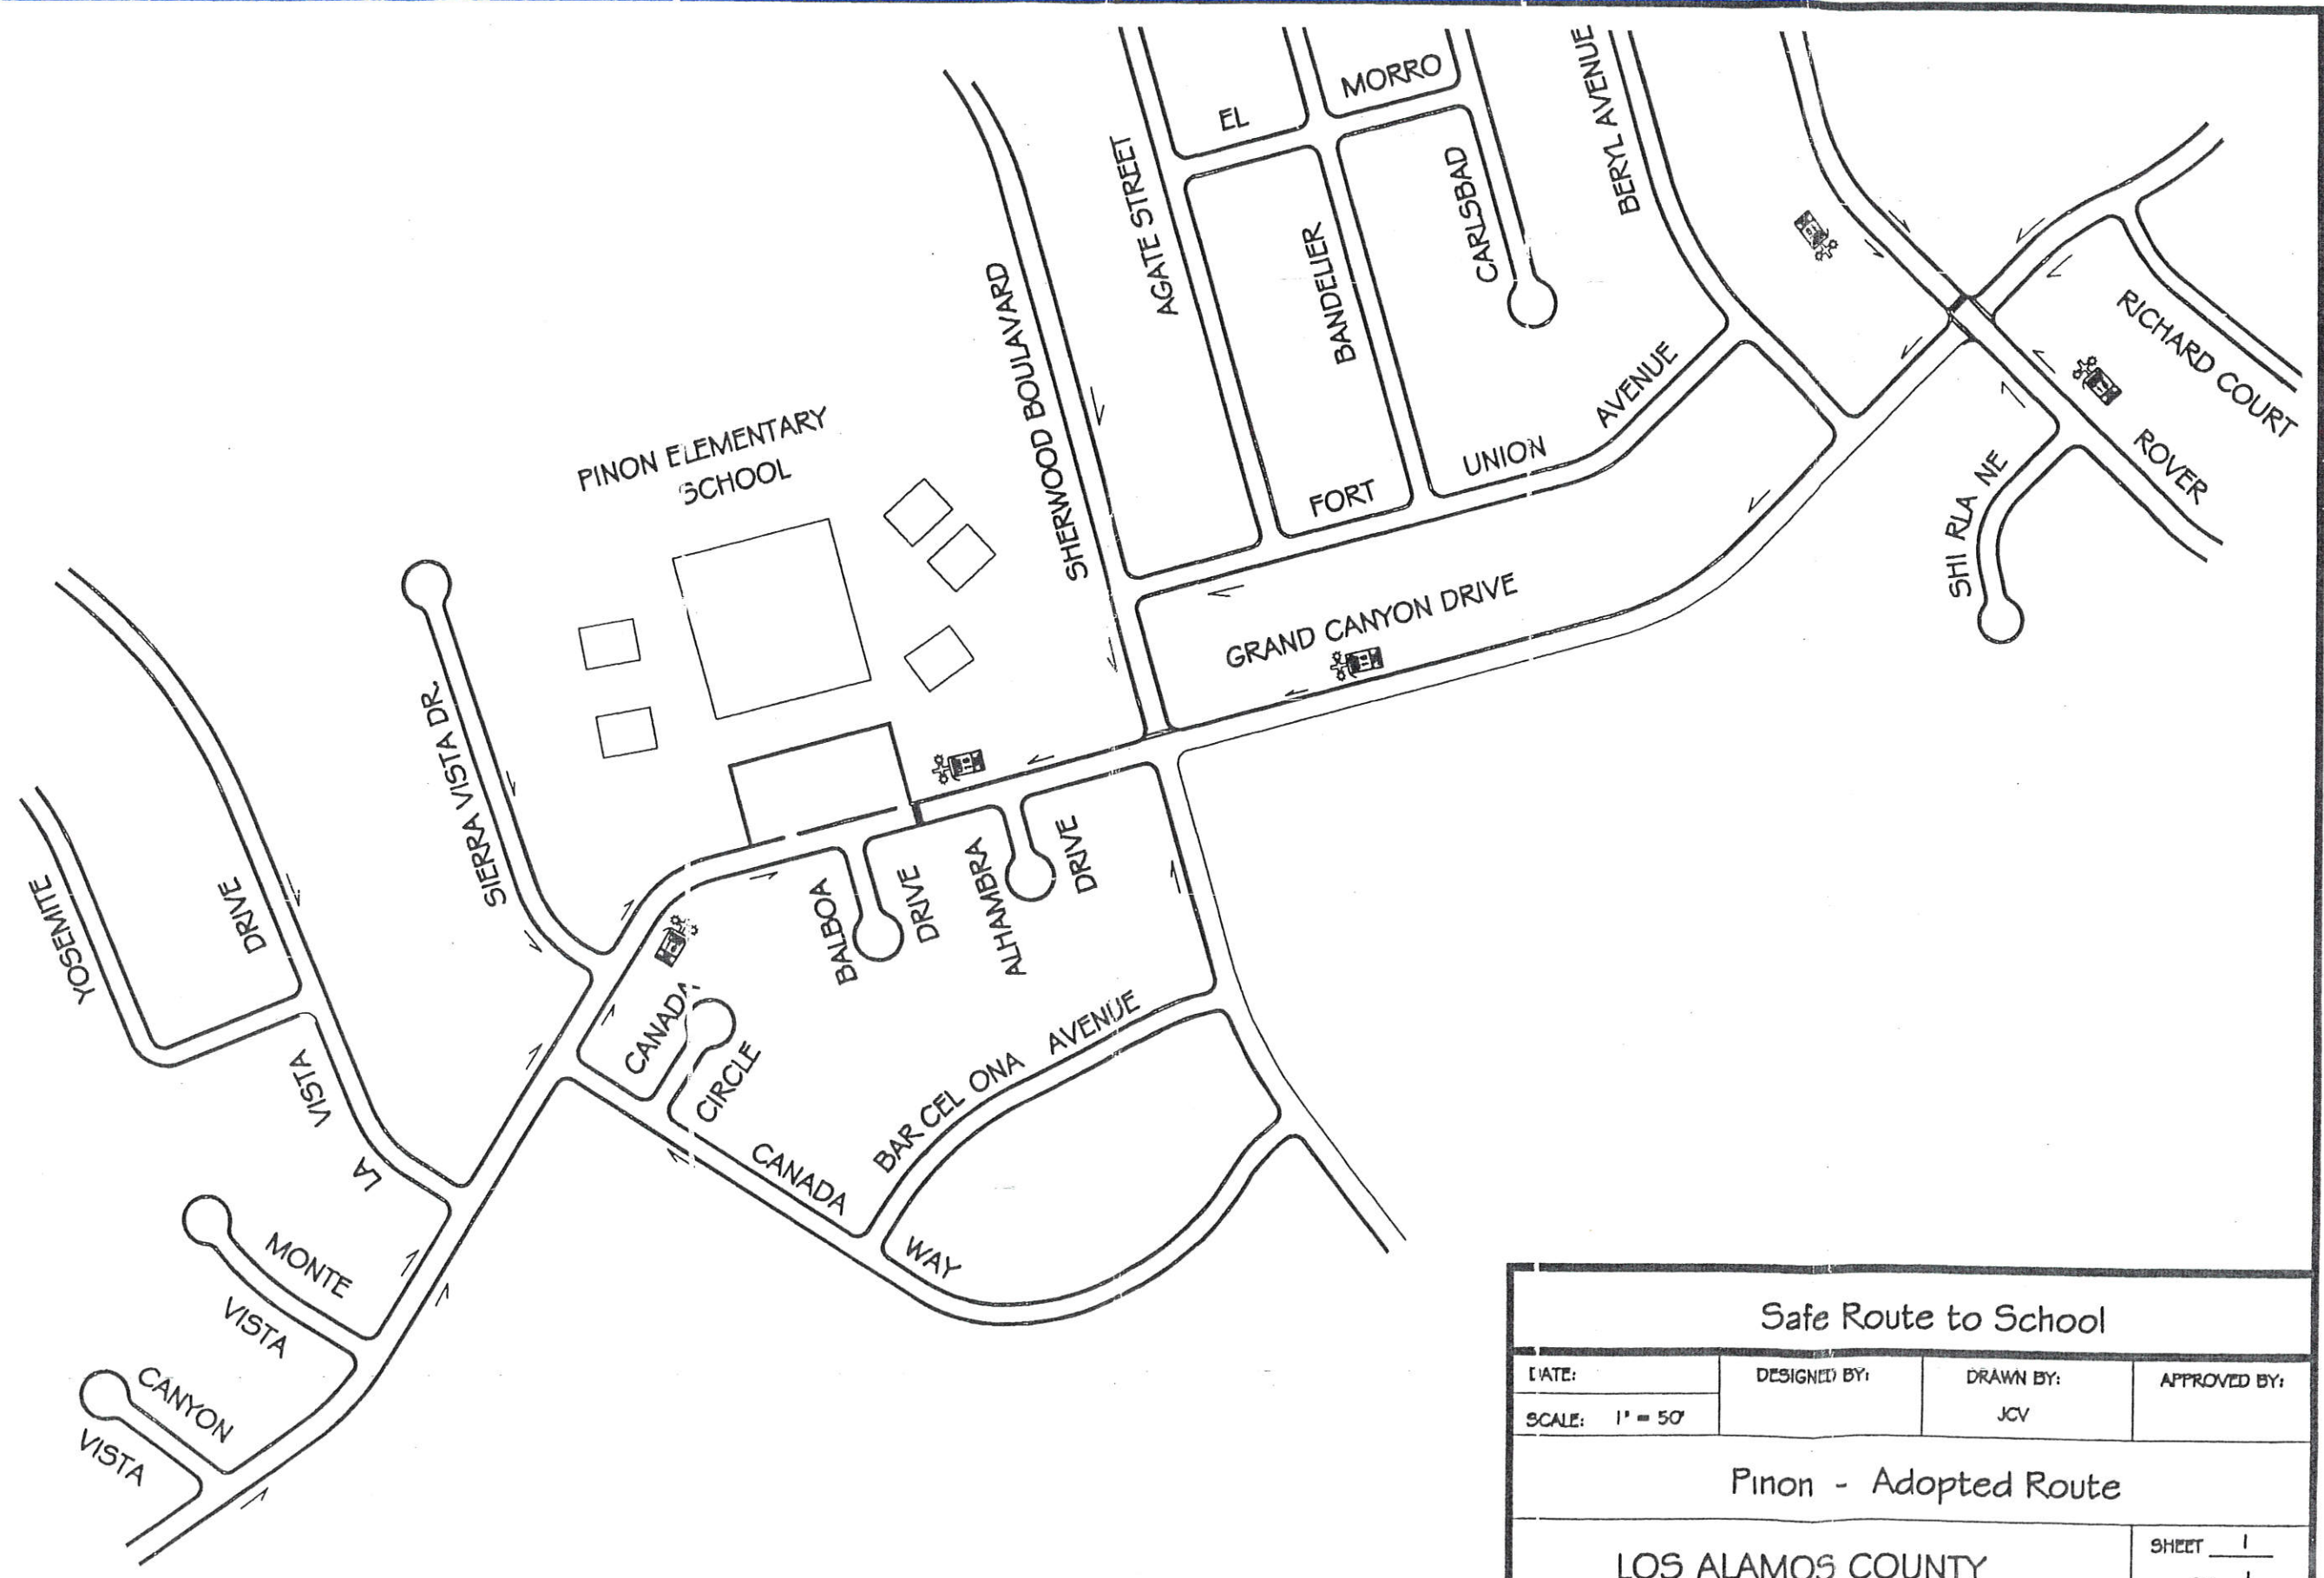 EL
MORRO
BERYL AVENUE
AGATE STREET
CARLSBAD
BANDELIER
SHERWOOD BOULAVARD
RICHARD COURT
ROVER
SHI RLA NE
AVENUE
UNION
FORT
PINON ELEMENTARY
SCHOOL
GRAND CANYON DRIVE
SIERRA VISTA DR.
YOSEMITE
DRIVE
VISTA
LA
BALBOA
DRIVE
ALHAMBRA
DRIVE
CANADA
CIRCLE
BAR CEL ONA AVENUE
CANADA
WAY
MONTE
VISTA
CANYON
VISTA
Safe Route to School
DATE:
DESIGNED BY:
DRAWN BY:
APPROVED BY:
SCALE: 1" = 50'
JCV
Pinon - Adopted Route
LOS ALAMOS COUNTY
SHEET 1
1